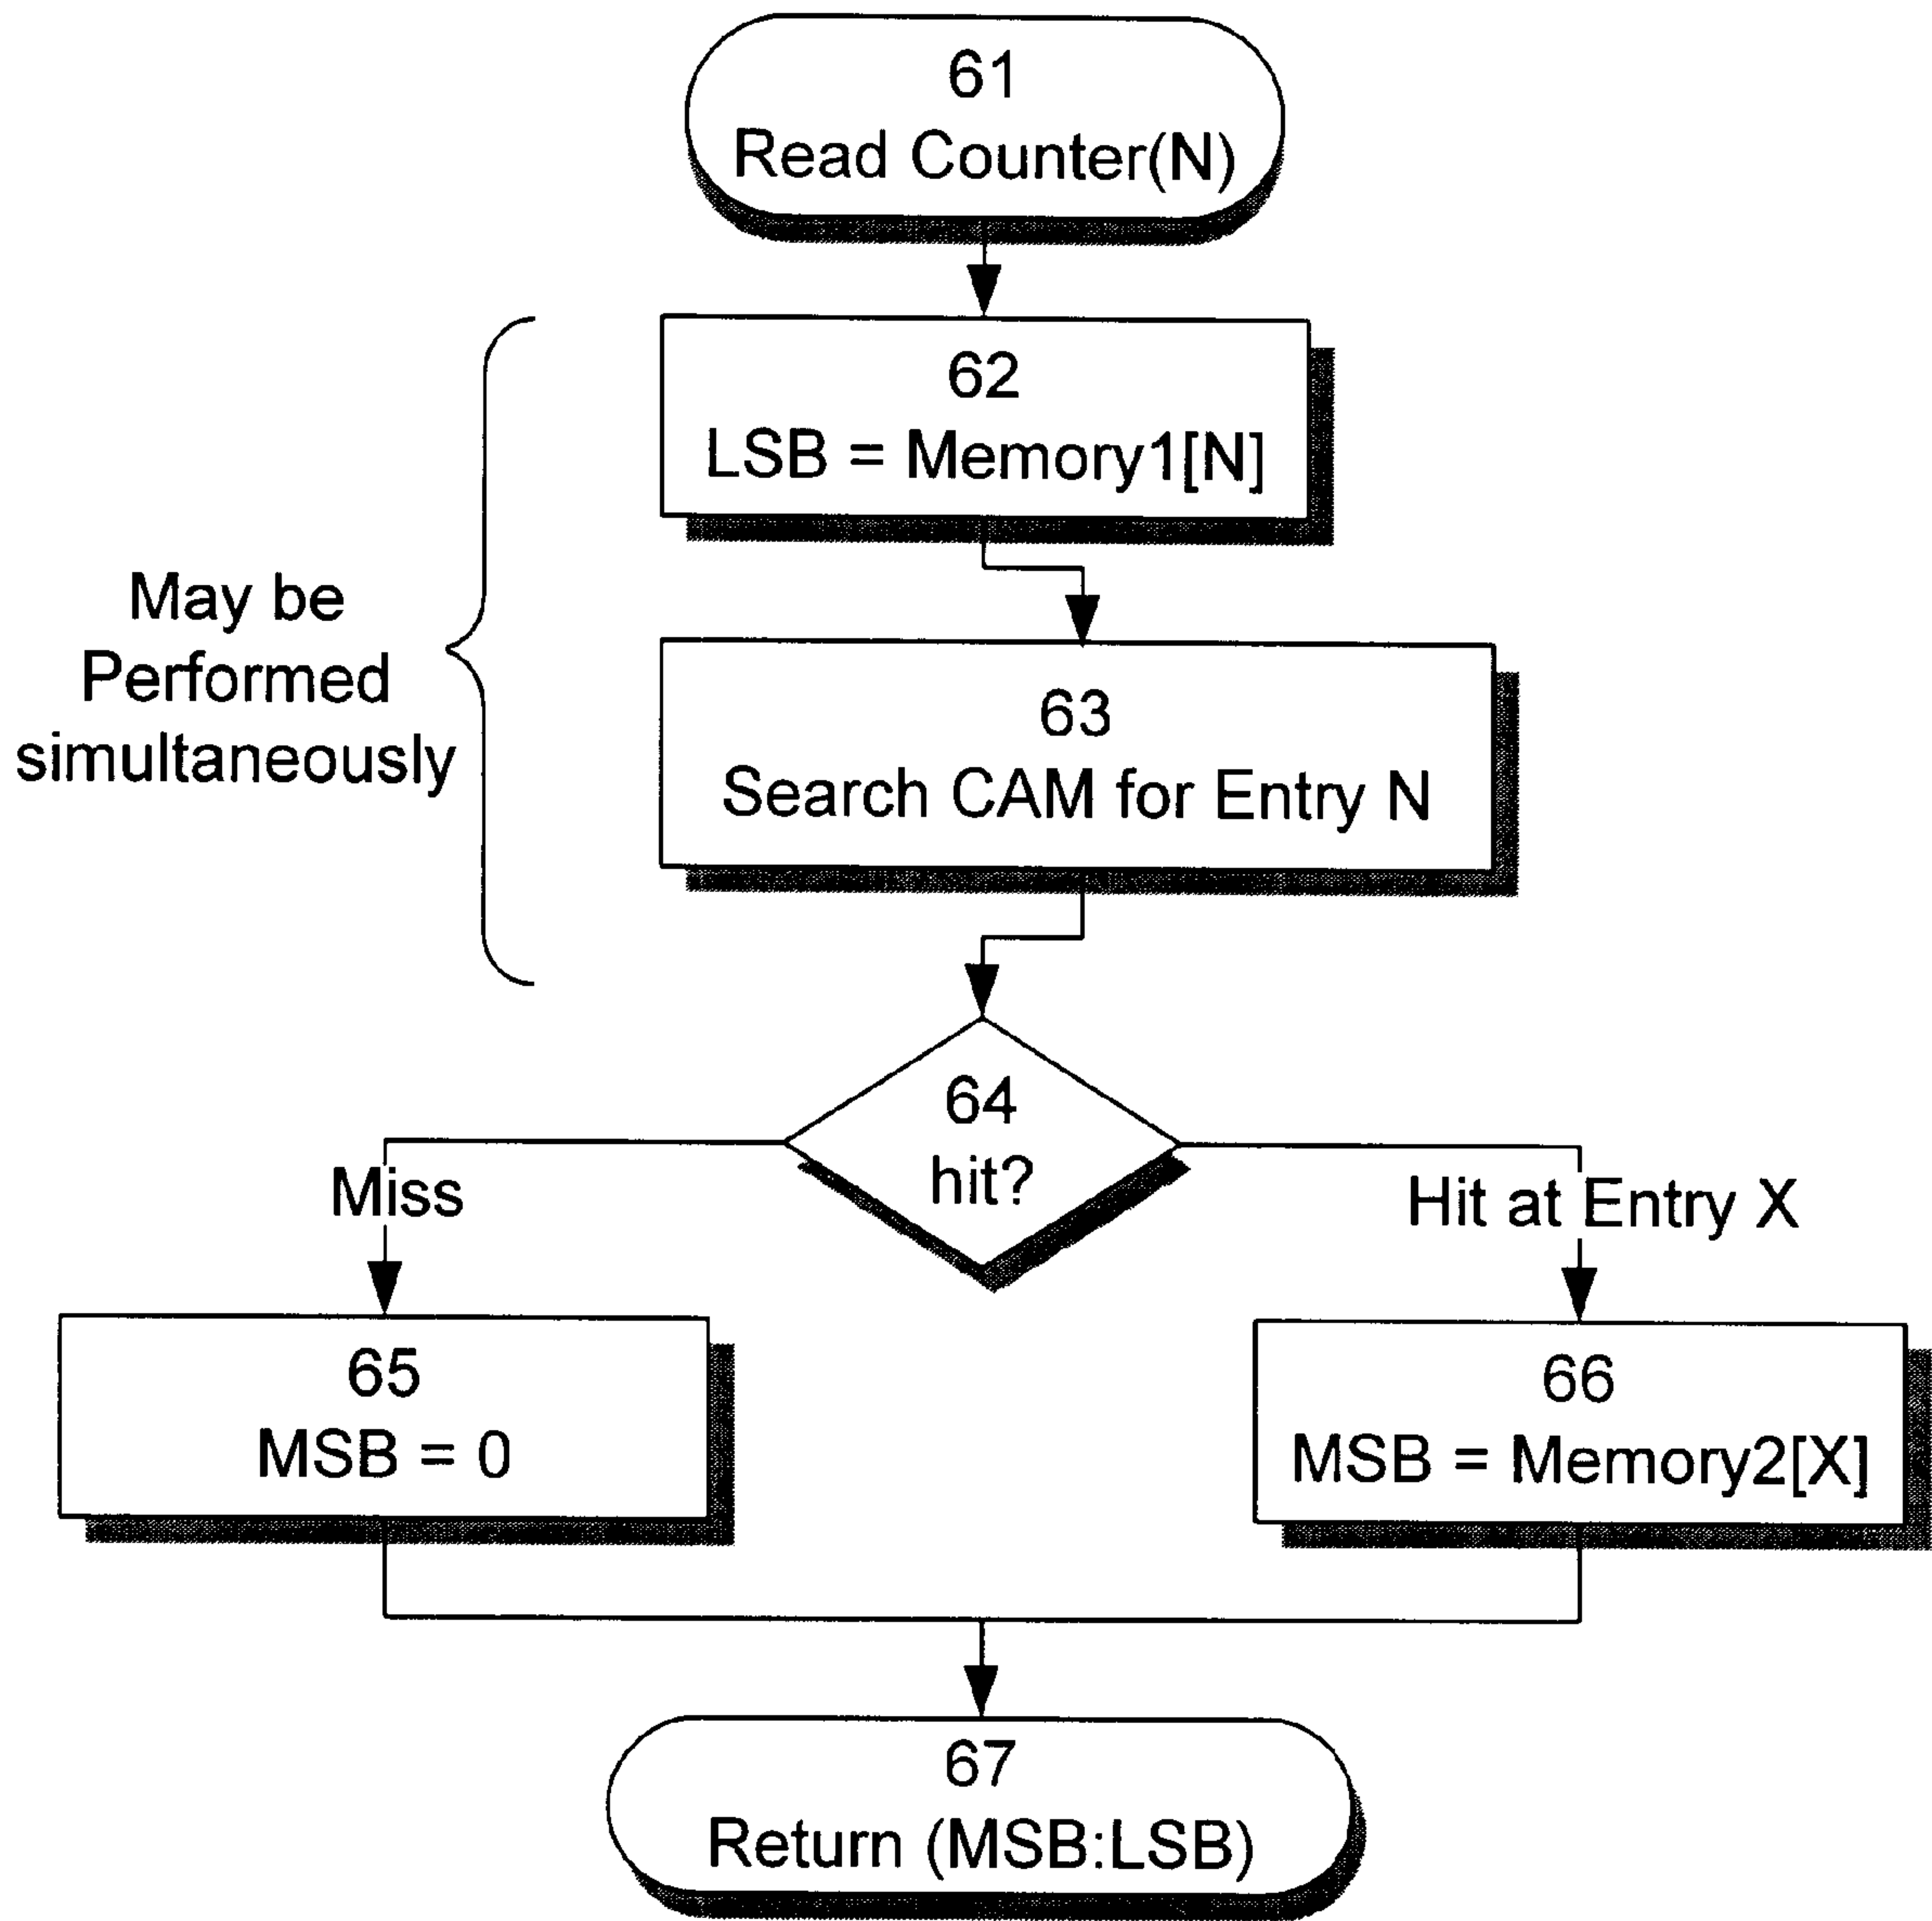 61
Read Counter(N)
62
LSB = Memory1[N]
May be
Performed
simultaneously
63
Search CAM for Entry N
64
hit?
Miss
Hit at Entry X
65
MSB = 0
66
MSB = Memory2[X]
67
Return (MSB:LSB)